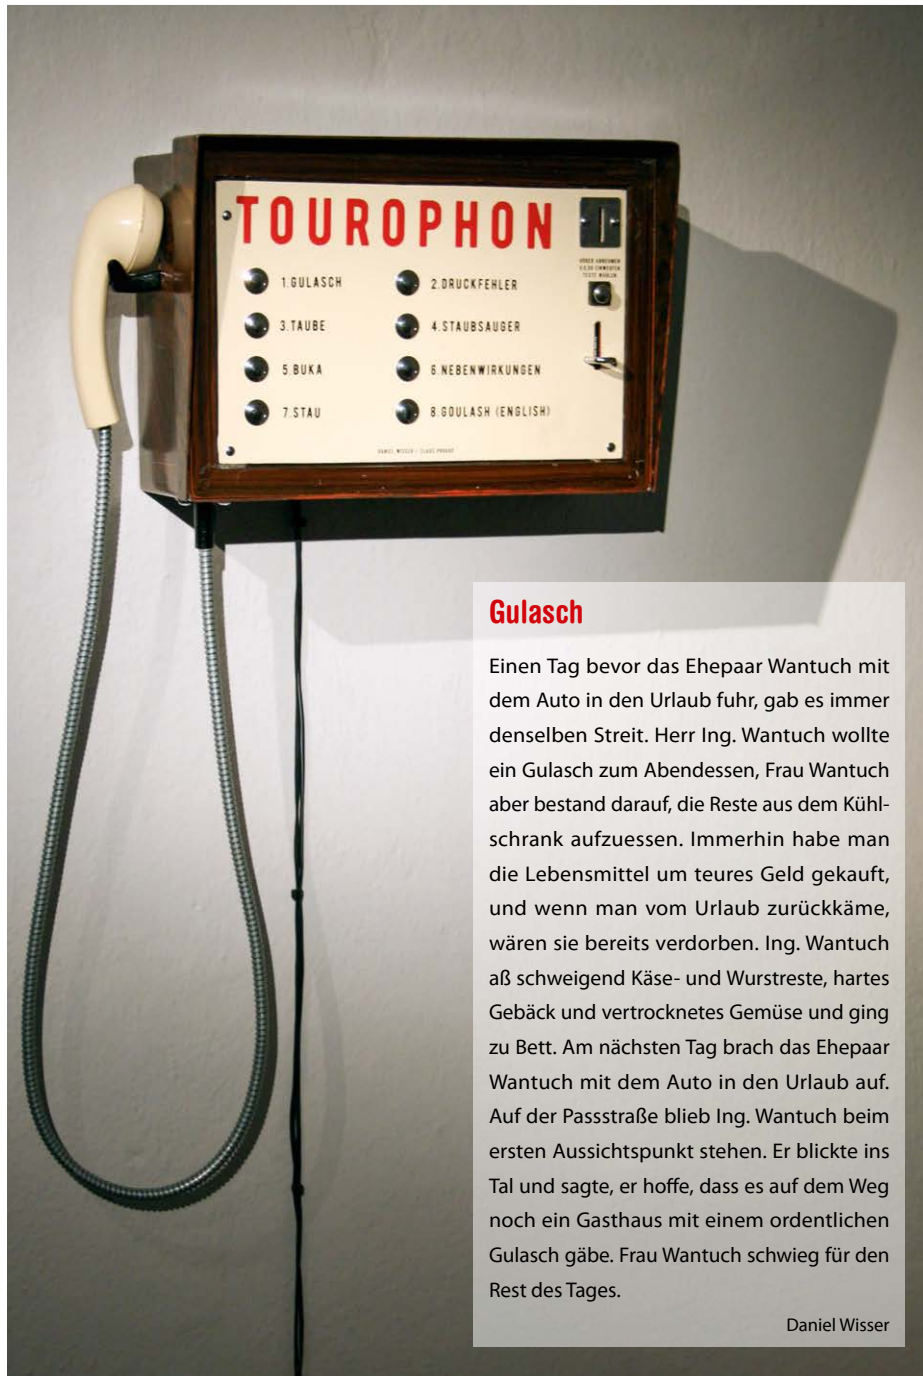 TOUROPHON
HÖRER ABNEHMEN
TASTE WÄHLEN
1.GULASCH
2.DRUCKFEHLER
3.TAUBE
4.STAUBSAUGER
5.BUKA
6.NEBENWIRKUNGEN
7.STAU
8.GOULASH (ENGLISH)
DANIEL WISSER / CLAUS
Gulasch
Einen Tag bevor das Ehepaar Wantuch mit
dem Auto in den Urlaub fuhr, gab es immer
denselben Streit. Herr Ing. Wantuch wollte
ein Gulasch zum Abendessen, Frau Wantuch
aber bestand darauf, die Reste aus dem Kühl-
schrank aufzuessen. Immerhin habe man
die Lebensmittel um teures Geld gekauft,
und wenn man vom Urlaub zurückkäme,
wären sie bereits verdorben. Ing. Wantuch
aß schweigend Käse- und Wurstreste, hartes
Gebäck und vertrocknetes Gemüse und ging
zu Bett. Am nächsten Tag brach das Ehepaar
Wantuch mit dem Auto in den Urlaub auf.
Auf der Passstraße blieb Ing. Wantuch beim
ersten Aussichtspunkt stehen. Er blickte ins
Tal und sagte, er hoffe, dass es auf dem Weg
noch ein Gasthaus mit einem ordentlichen
Gulasch gäbe. Frau Wantuch schwieg für den
Rest des Tages.
Daniel Wisser